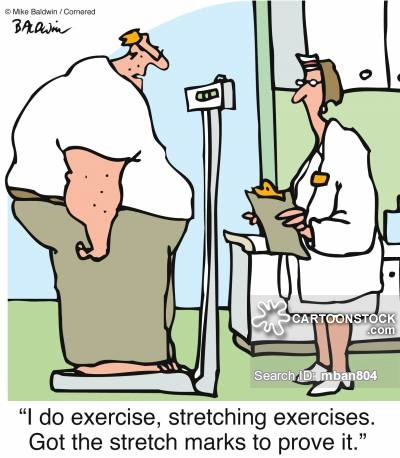 © Mike Baldwin / Cornered
BALDWIN
CARTOONSTOCK
.com
Search ID: mban804
“I do exercise, stretching exercises.
Got the stretch marks to prove it.”